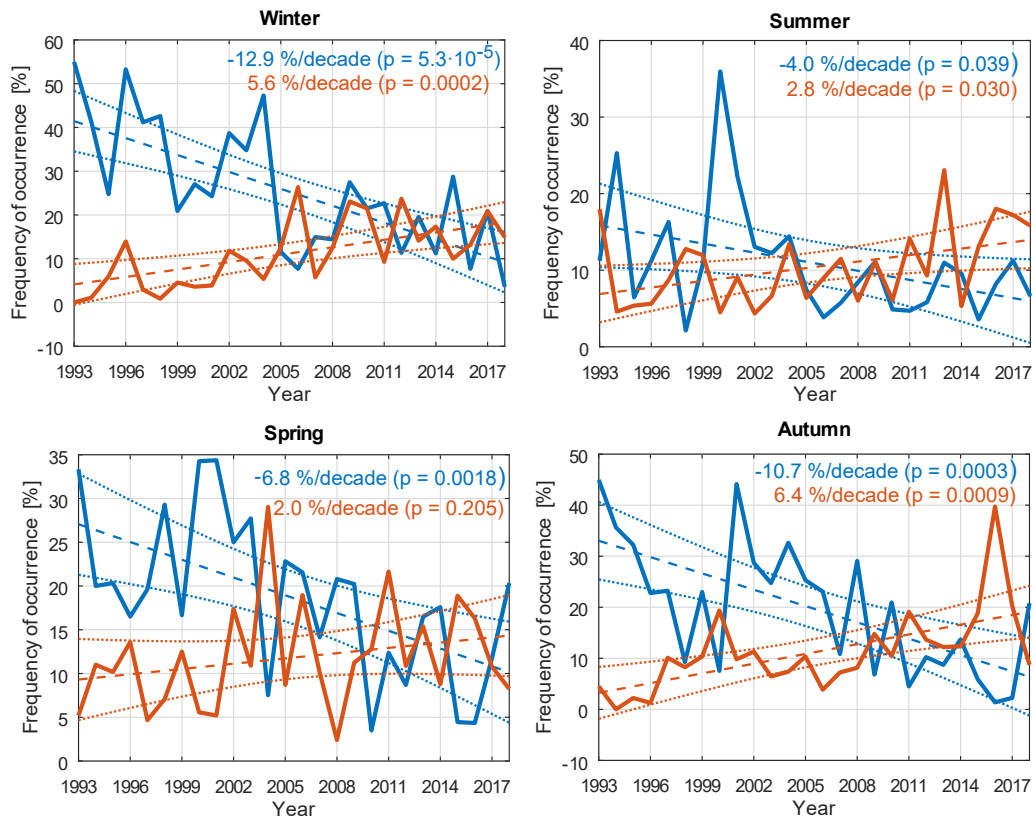 Winter
-12.9 %/decade (p = 5.3·10⁻⁵)
5.6 %/decade (p = 0.0002)
Frequency of occurrence [%]
60
50
40
30
20
10
0
-10
1993 1996 1999 2002 2005 2008 2011 2014 2017
Year
Summer
-4.0 %/decade (p = 0.039)
2.8 %/decade (p = 0.030)
Frequency of occurrence [%]
40
30
20
10
0
1993 1996 1999 2002 2005 2008 2011 2014 2017
Year
Spring
-6.8 %/decade (p = 0.0018)
2.0 %/decade (p = 0.205)
Frequency of occurrence [%]
35
30
25
20
15
10
5
0
1993 1996 1999 2002 2005 2008 2011 2014 2017
Year
Autumn
-10.7 %/decade (p = 0.0003)
6.4 %/decade (p = 0.0009)
Frequency of occurrence [%]
50
40
30
20
10
0
-10
1993 1996 1999 2002 2005 2008 2011 2014 2017
Year